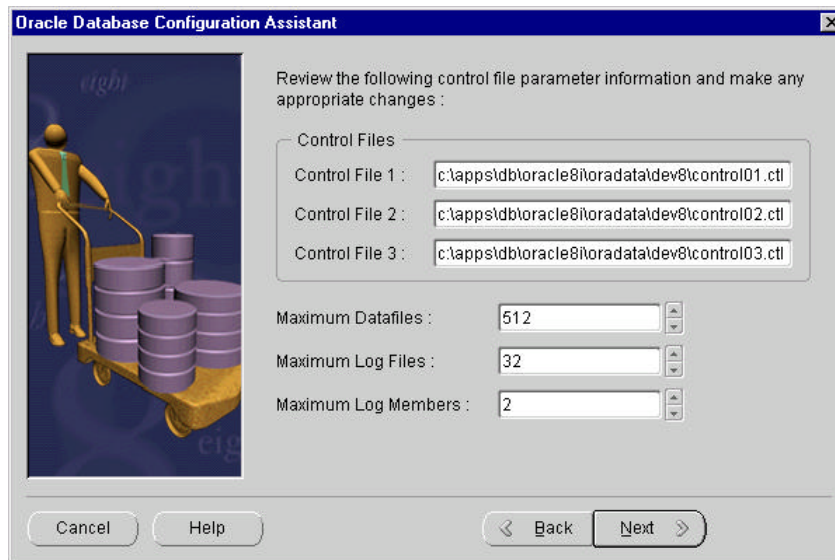 Oracle Database Configuration Assistant
eight
eight
eig
Review the following control file parameter information and make any
appropriate changes :
Control Files
Control File 1 : c:\apps\db\oracle8i\oradata\dev8\control01.ctl
Control File 2 : c:\apps\db\oracle8i\oradata\dev8\control02.ctl
Control File 3 : c:\apps\db\oracle8i\oradata\dev8\control03.ctl
Maximum Datafiles : 512
Maximum Log Files : 32
Maximum Log Members : 2
Cancel Help Back Next